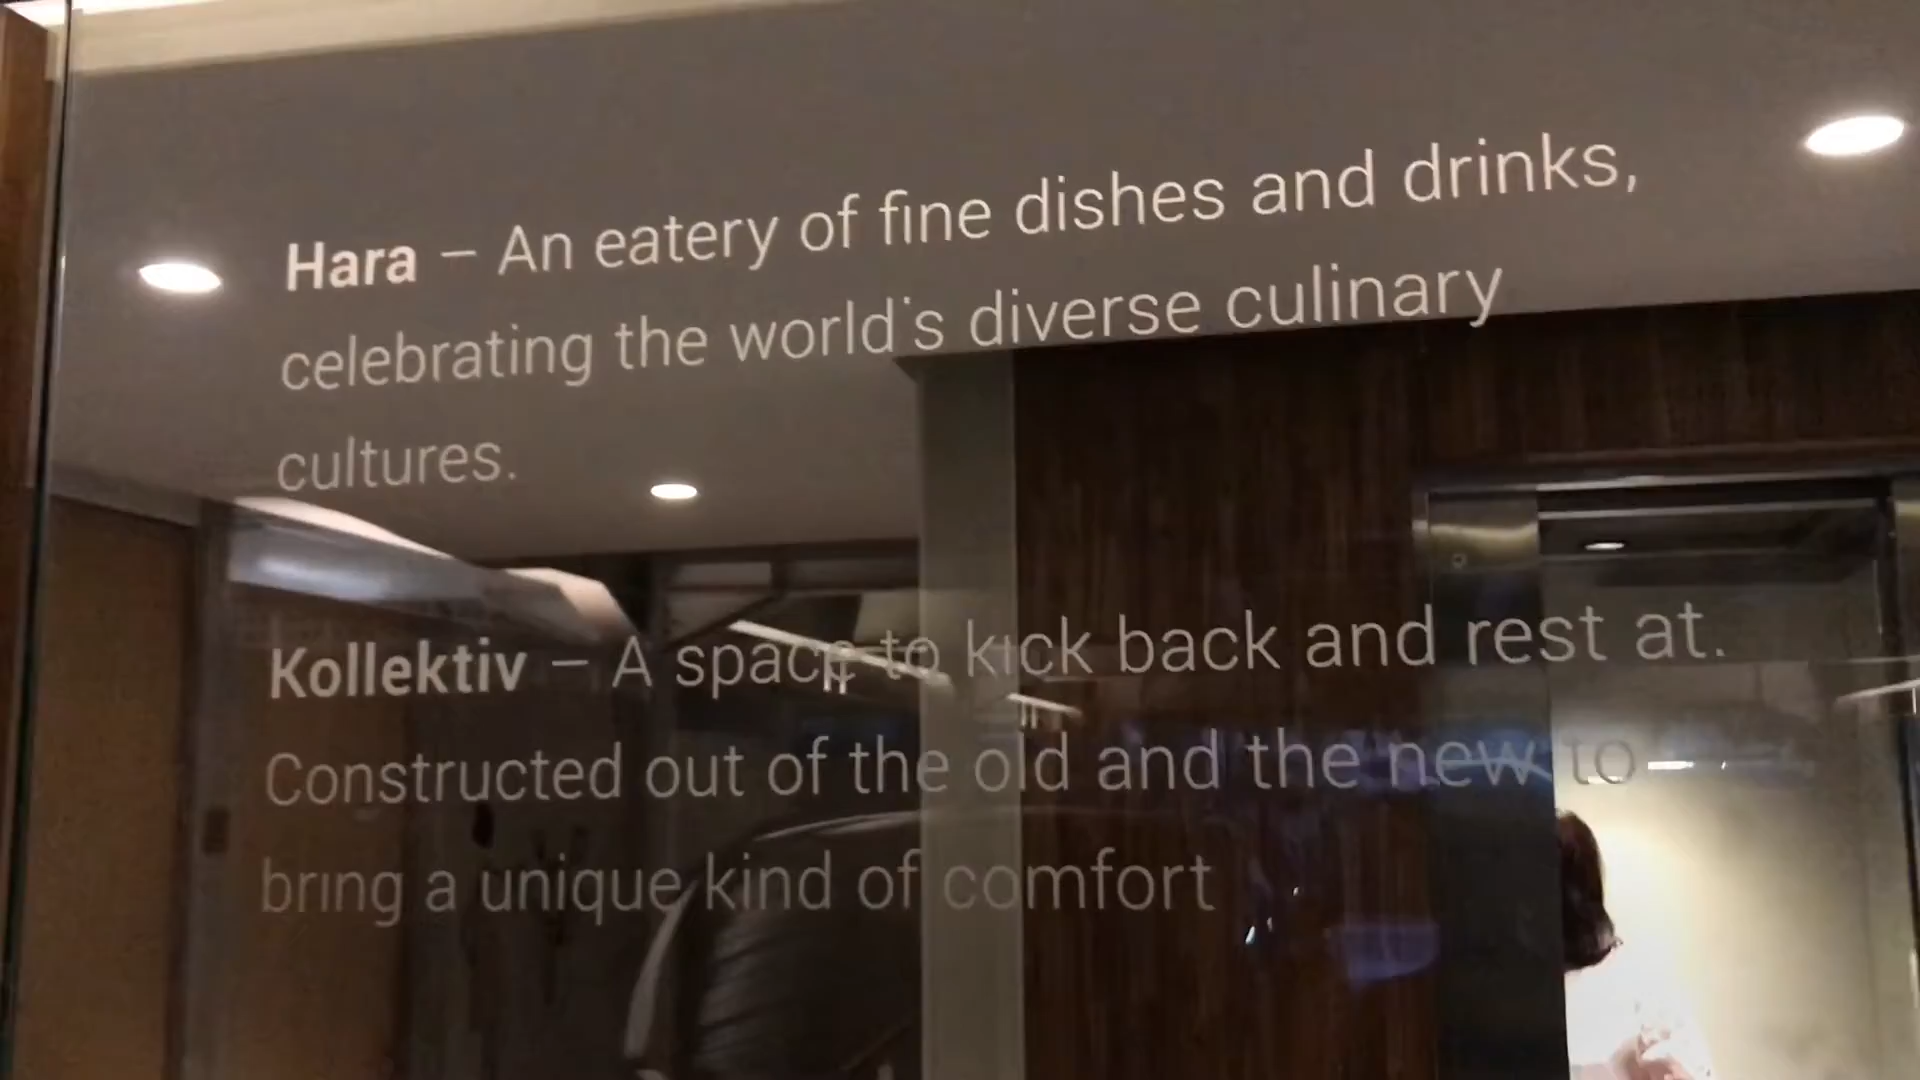 Hara – An eatery of fine dishes and drinks,
celebrating the world's diverse culinary
cultures.
Kollektiv – A space to kick back and rest at.
Constructed out of the old and the new to
bring a unique kind of comfort